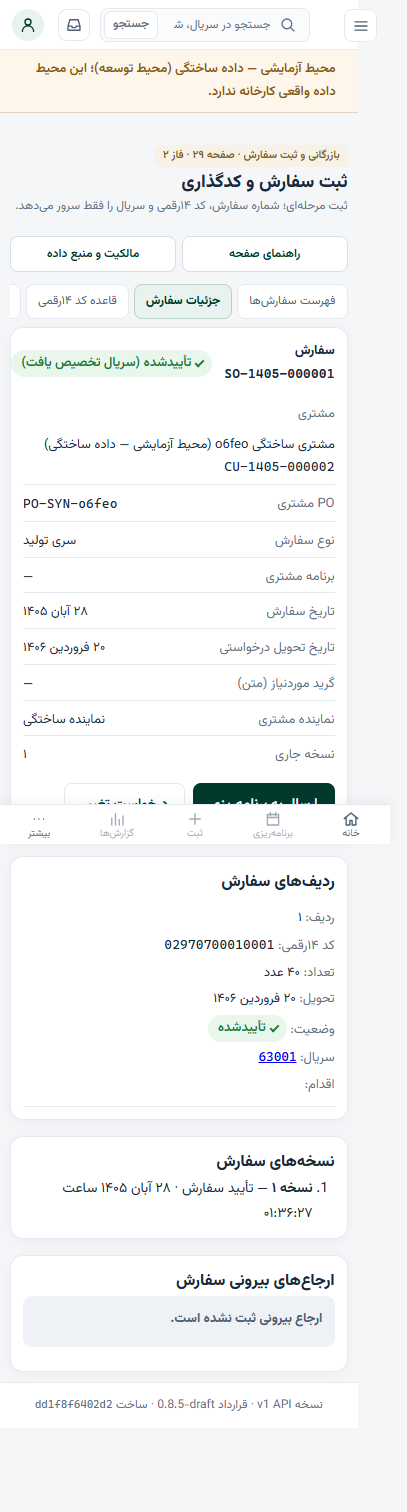 جستجو در سریال، ش
جستجو
محیط آزمایشی — داده ساختگی (محیط توسعه)؛ این محیط
داده واقعی کارخانه ندارد.
بازرگانی و ثبت سفارش · صفحه ۲۹ · فاز ۲
ثبت سفارش و کدگذاری
ثبت مرحله‌ای؛ شماره سفارش، کد ۱۴رقمی و سریال را فقط سرور می‌دهد.
راهنمای صفحه
مالکیت و منبع داده
فهرست سفارش‌ها
جزئیات سفارش
قاعده کد ۱۴رقمی
سفارش
SO-1405-000001
تأییدشده (سریال تخصیص یافت)
مشتری
مشتری ساختگی o6feo (محیط آزمایشی — داده ساختگی)
CU-1405-000002
PO مشتری
PO-SYN-o6feo
نوع سفارش
سری تولید
برنامه مشتری
—
تاریخ سفارش
۲۸ آبان ۱۴۰۵
تاریخ تحویل درخواستی
۲۰ فروردین ۱۴۰۶
گرید موردنیاز (متن)
—
نماینده مشتری
نماینده ساختگی
نسخه جاری
۱
خانه
برنامه‌ریزی
ثبت
گزارش‌ها
بیشتر
ردیف‌های سفارش
ردیف: ۱
کد ۱۴رقمی: 02970700010001
تعداد: ۴۰ عدد
تحویل: ۲۰ فروردین ۱۴۰۶
وضعیت: تأییدشده
سریال: 63001
اقدام:
نسخه‌های سفارش
1. نسخه ۱ — تأیید سفارش · ۲۸ آبان ۱۴۰۵ ساعت
۰۱:۳۶:۲۷
ارجاع‌های بیرونی سفارش
ارجاع بیرونی ثبت نشده است.
نسخه v1 API · قرارداد 0.8.5-draft · ساخت dd1f8f6402d2